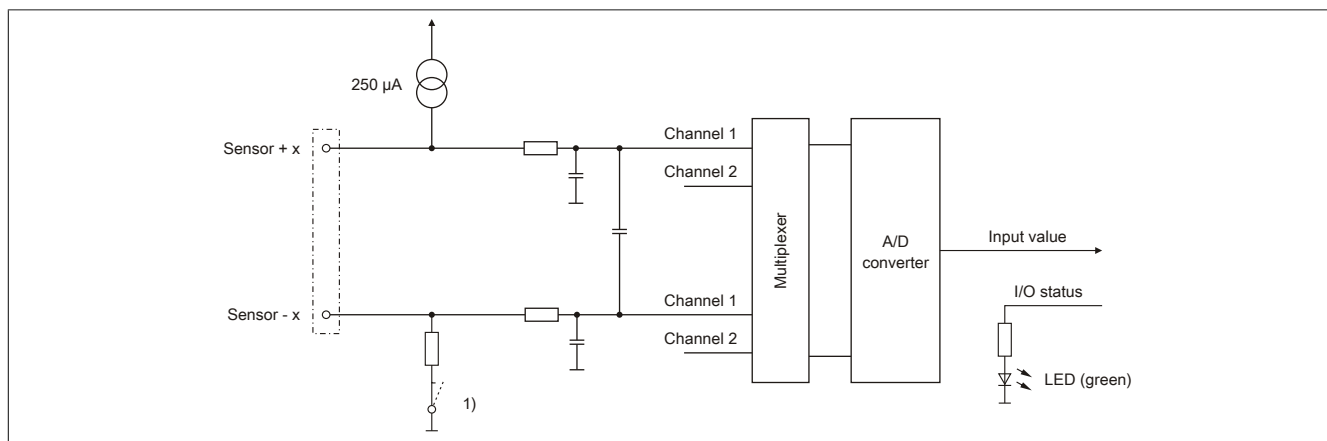 250 µA
Sensor + x
Channel 1
Channel 2
Multiplexer
A/D
converter
Input value
I/O status
Sensor - x
Channel 1
Channel 2
LED (green)
1)